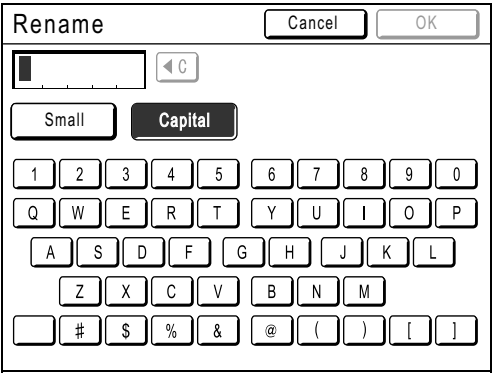 Rename Cancel OK
C
Small Capital
1 2 3 4 5 6 7 8 9 0
Q W E R T Y U I O P
A S D F G H J K L
Z X C V B N M
# $ % & @ ( ) [ ]